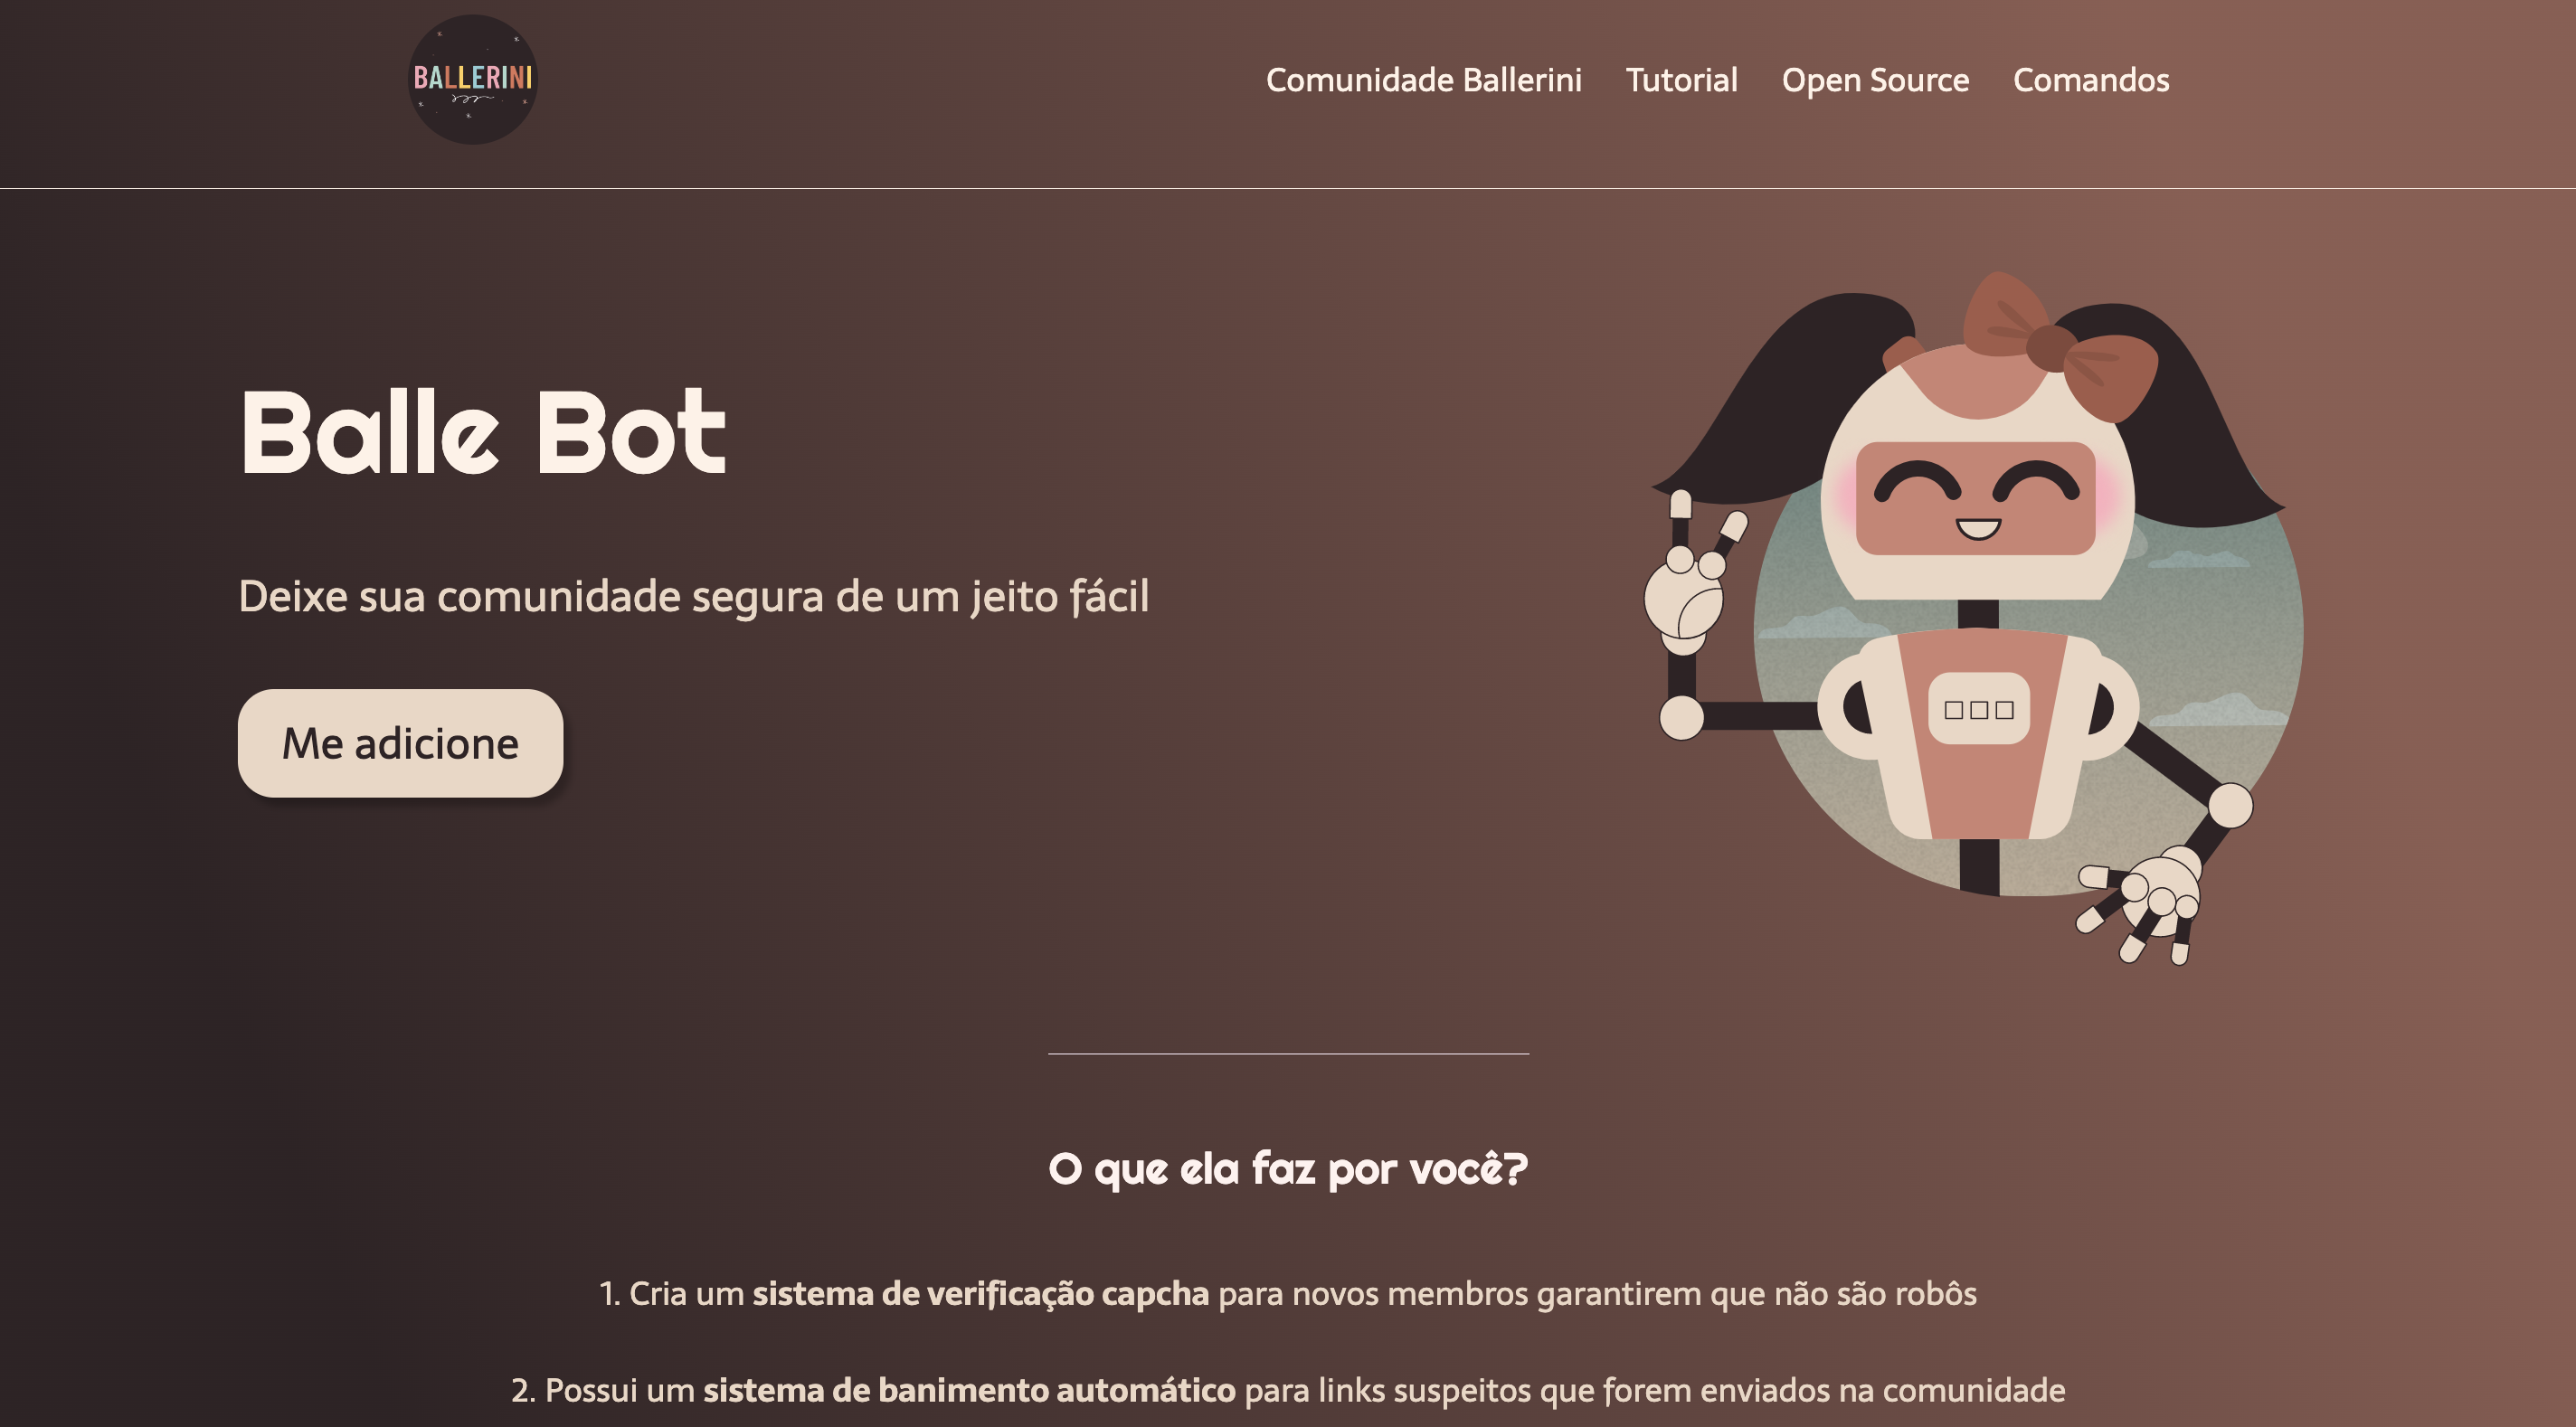 BALLERINI
Comunidade Ballerini Tutorial Open Source Comandos
Balle Bot
Deixe sua comunidade segura de um jeito fácil
Me adicione
O que ela faz por você?
1. Cria um sistema de verificação capcha para novos membros garantirem que não são robôs
2. Possui um sistema de banimento automático para links suspeitos que forem enviados na comunidade